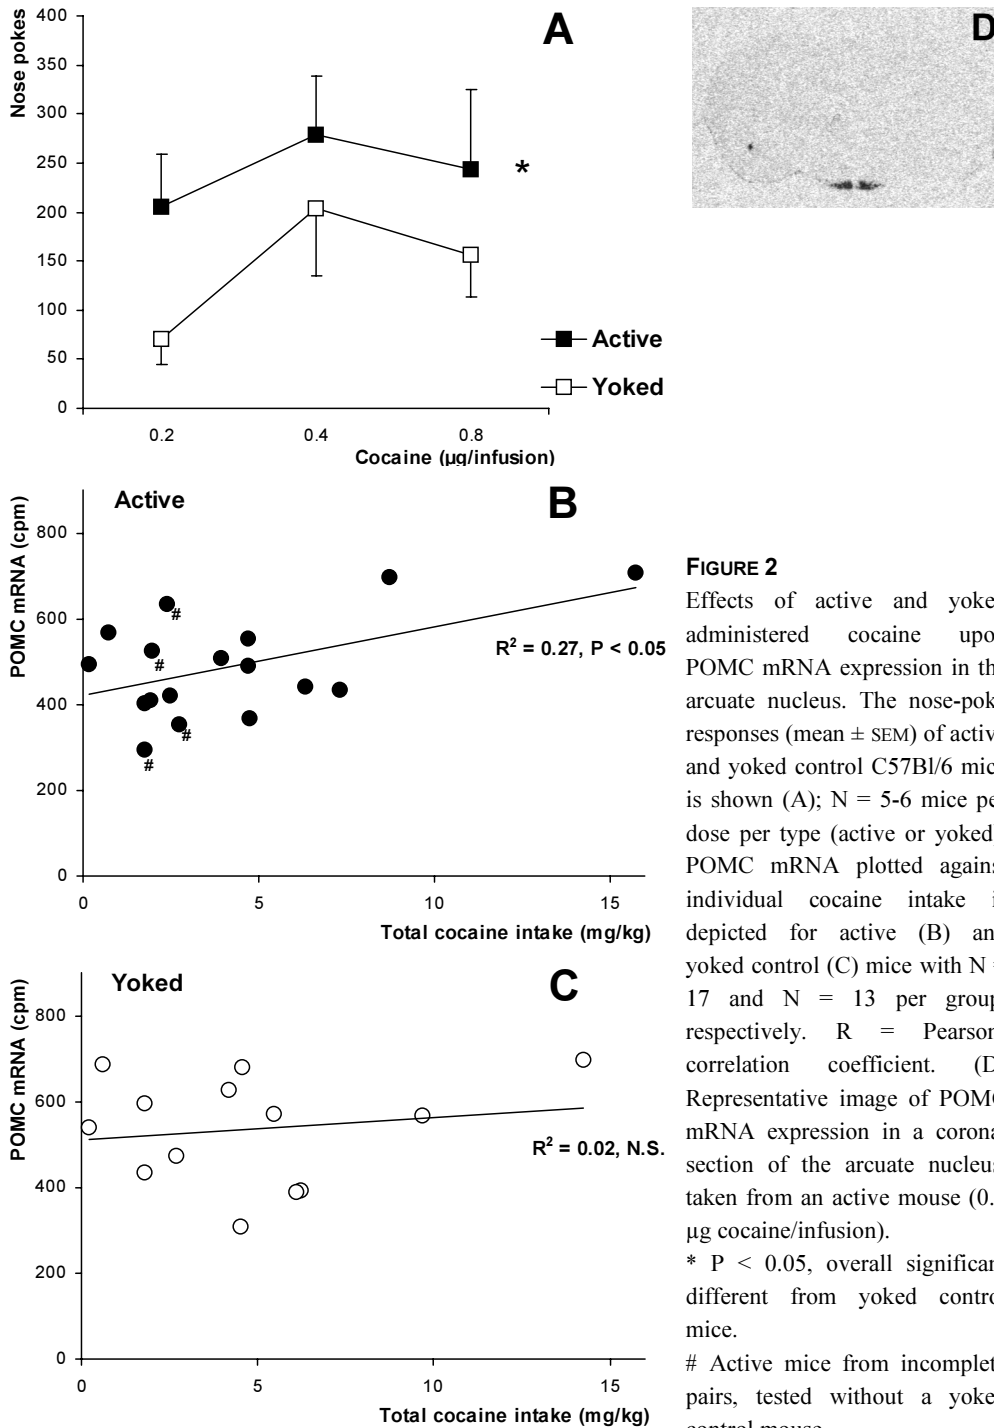 A
Nose pokes
400
350
300
250
200
150
100
50
0
*
Active
Yoked
0.2 0.4 0.8
Cocaine (µg/infusion)
D
B
Active
POMC mRNA (cpm)
800
600
400
200
0
#
#
#
#
R² = 0.27, P < 0.05
0 5 10 15
Total cocaine intake (mg/kg)
C
Yoked
POMC mRNA (cpm)
800
600
400
200
0
R² = 0.02, N.S.
0 5 10 15
Total cocaine intake (mg/kg)
FIGURE 2
Effects of active and yoke
administered cocaine upo
POMC mRNA expression in th
arcuate nucleus. The nose-pok
responses (mean ± SEM) of activ
and yoked control C57Bl/6 mic
is shown (A); N = 5-6 mice pe
dose per type (active or yoked
POMC mRNA plotted agains
individual cocaine intake i
depicted for active (B) an
yoked control (C) mice with N =
17 and N = 13 per group
respectively. R = Pearson
correlation coefficient. (D
Representative image of POMC
mRNA expression in a corona
section of the arcuate nucleus
taken from an active mouse (0.
µg cocaine/infusion).
* P < 0.05, overall significan
different from yoked contro
mice.
# Active mice from incomplet
pairs, tested without a yoke
control mouse